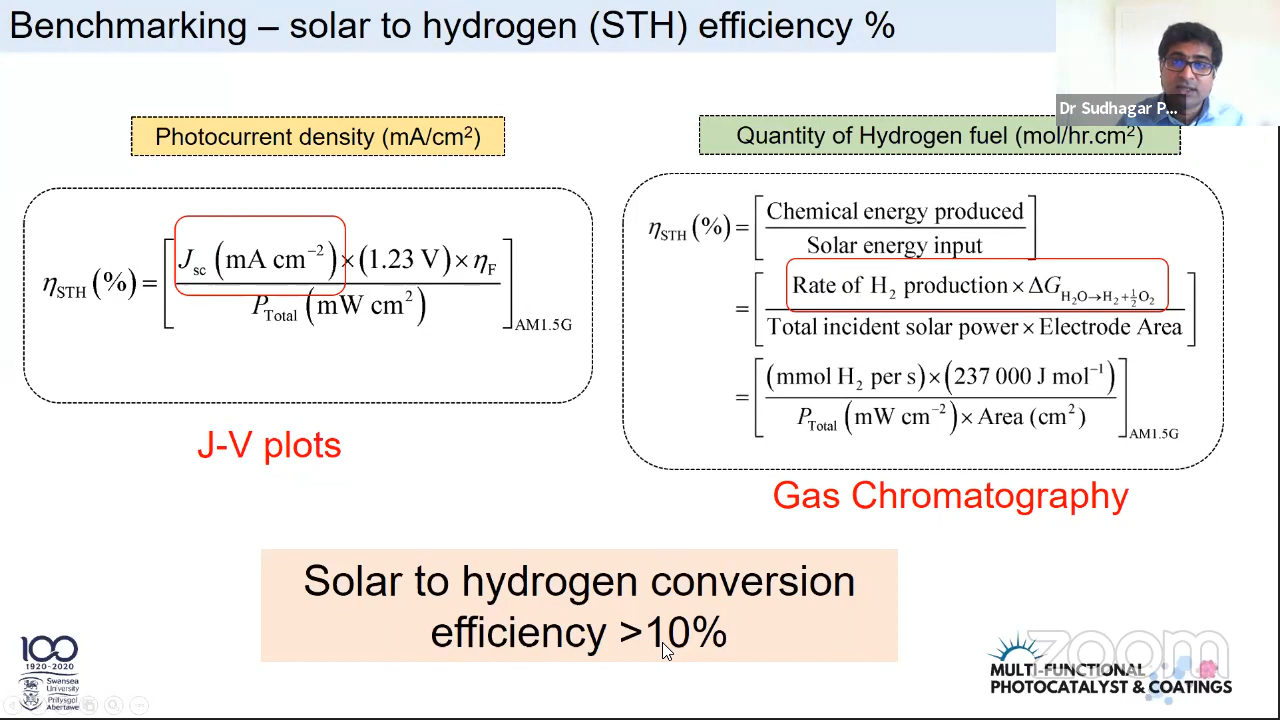 Benchmarking – solar to hydrogen (STH) efficiency %
Dr Sudhagar P...
Photocurrent density (mA/cm²)
Quantity of Hydrogen fuel (mol/hr.cm²)
η_STH (%) = [ J_sc (mA cm⁻²) × (1.23 V) × η_F / P_Total (mW cm²) ]_AM1.5G
J-V plots
η_STH (%) = [ Chemical energy produced / Solar energy input ]
= [ Rate of H₂ production × ΔG_H₂O→H₂+½O₂ / Total incident solar power × Electrode Area ]
= [ (mmol H₂ per s) × (237 000 J mol⁻¹) / P_Total (mW cm⁻²) × Area (cm²) ]_AM1.5G
Gas Chromatography
Solar to hydrogen conversion
efficiency >10%
100
1920-2020
Swansea
University
Prifysgol
Abertawe
zoom
MULTI-FUNCTIONAL
PHOTOCATALYST & COATINGS